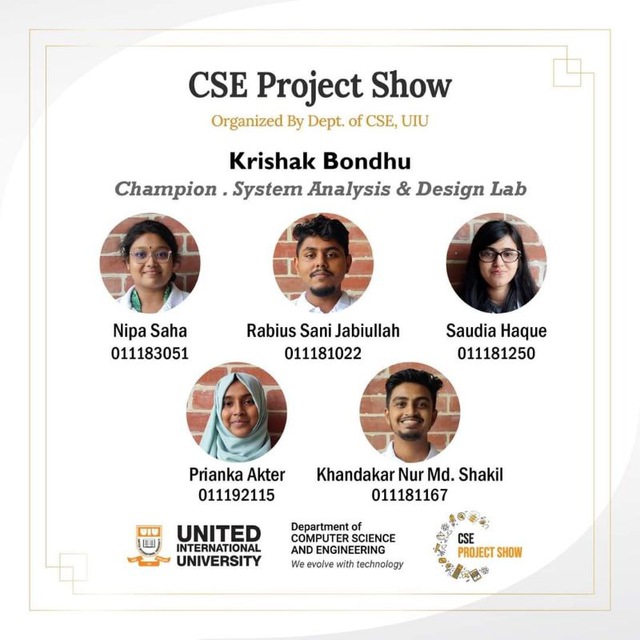 CSE Project Show
Organized By Dept. of CSE, UIU
Krishak Bondhu
Champion . System Analysis & Design Lab
Nipa Saha
011183051
Rabius Sani Jabiullah
011181022
Saudia Haque
011181250
Prianka Akter
011192115
Khandakar Nur Md. Shakil
011181167
UNITED
INTERNATIONAL
UNIVERSITY
Department of
COMPUTER SCIENCE
AND ENGINEERING
We evolve with technology
CSE
PROJECT SHOW